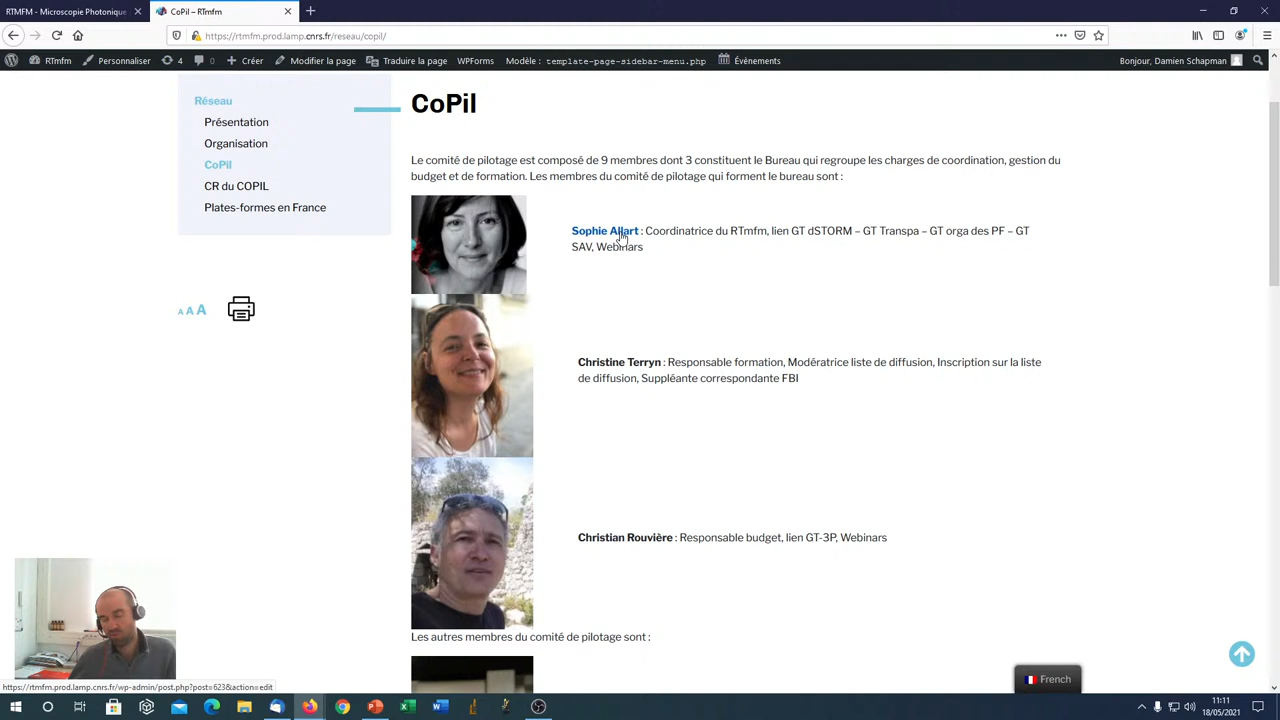 RTMFM - Microscopie Photonique
CoPil – RTmfm
https://rtmfm.prod.lamp.cnrs.fr/reseau/copil/
RTmfm
Personnaliser
4
0
Créer
Modifier la page
Traduire la page
WPForms
Modèle : template-page-sidebar-menu.php
Évènements
Bonjour, Damien Schapman
Réseau
Présentation
Organisation
CoPil
CR du COPIL
Plates-formes en France
A A A
CoPil
Le comité de pilotage est composé de 9 membres dont 3 constituent le Bureau qui regroupe les charges de coordination, gestion du
budget et de formation. Les membres du comité de pilotage qui forment le bureau sont :
Sophie Allart : Coordinatrice du RTmfm, lien GT dSTORM – GT Transpa – GT orga des PF – GT
SAV, Webinars
Christine Terryn : Responsable formation, Modératrice liste de diffusion, Inscription sur la liste
de diffusion, Suppléante correspondante FBI
Christian Rouvière : Responsable budget, lien GT-3P, Webinars
Les autres membres du comité de pilotage sont :
French
https://rtmfm.prod.lamp.cnrs.fr/wp-admin/post.php?post=623&action=edit
11:11
18/05/2021